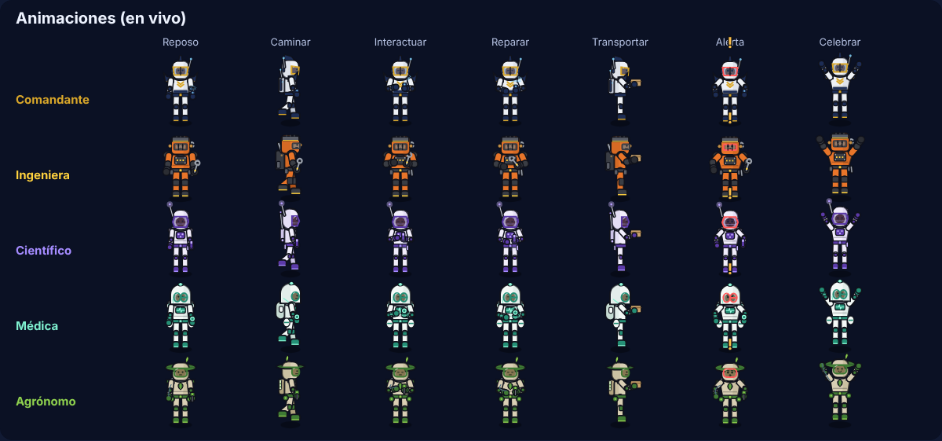 Animaciones (en vivo)
Reposo Caminar Interactuar Reparar Transportar Alerta Celebrar
Comandante
Ingeniera
Científico
Médica
Agrónomo